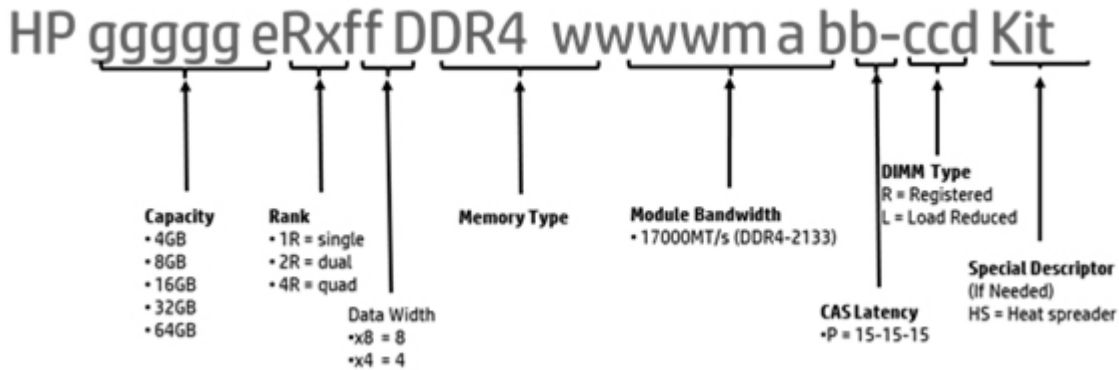 HP ggggg eRxff DDR4 wwwwm a bb-ccd Kit
Capacity
• 4GB
• 8GB
• 16GB
• 32GB
• 64GB
Rank
• 1R = single
• 2R = dual
• 4R = quad
Data Width
•x8 = 8
•x4 = 4
Memory Type
Module Bandwidth
• 17000MT/s (DDR4-2133)
CAS Latency
•P = 15-15-15
DIMM Type
R = Registered
L = Load Reduced
Special Descriptor
(If Needed)
HS = Heat spreader